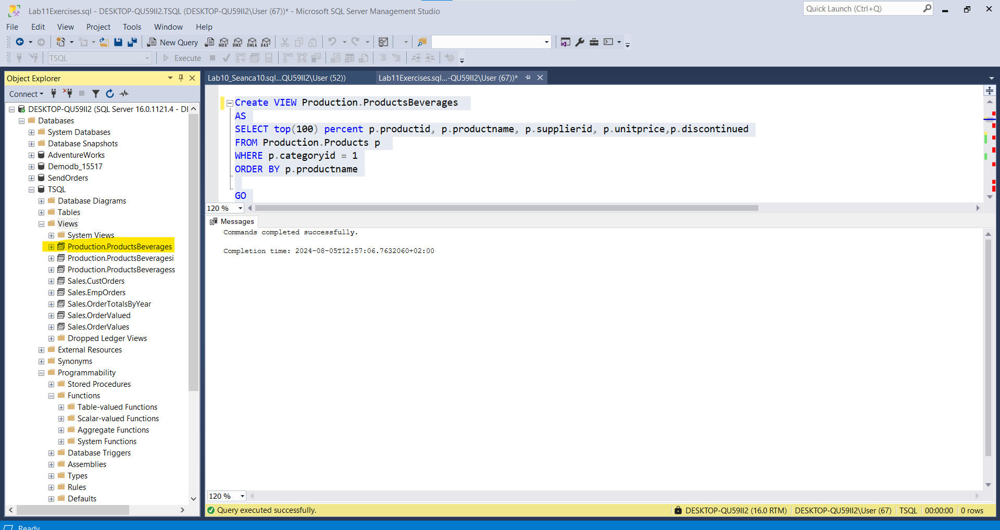 Lab11Exercises.sql - DESKTOP-QU59II2.TSQL (DESKTOP-QU59II2\User (67))* - Microsoft SQL Server Management Studio
Quick Launch (Ctrl+Q)
File Edit View Project Tools Window Help
New Query MDX DMX XMLA DAX
TSQL Execute
Object Explorer
Connect
DESKTOP-QU59II2 (SQL Server 16.0.1121.4 - DI
Databases
System Databases
Database Snapshots
AdventureWorks
Demodb_15517
SendOrders
TSQL
Database Diagrams
Tables
Views
System Views
Production.ProductsBeverages
Production.ProductsBeveragesi
Production.ProductsBeveragess
Sales.CustOrders
Sales.EmpOrders
Sales.OrderTotalsByYear
Sales.OrderValued
Sales.OrderValues
Dropped Ledger Views
External Resources
Synonyms
Programmability
Stored Procedures
Functions
Table-valued Functions
Scalar-valued Functions
Aggregate Functions
System Functions
Database Triggers
Assemblies
Types
Rules
Defaults
Lab10_Seanca10.sql...QU59II2\User (52))
Lab11Exercises.sql...-QU59II2\User (67))*
Create VIEW Production.ProductsBeverages
AS
SELECT top(100) percent p.productid, p.productname, p.supplierid, p.unitprice,p.discontinued
FROM Production.Products p
WHERE p.categoryid = 1
ORDER BY p.productname
GO
120 %
Messages
Commands completed successfully.
Completion time: 2024-08-05T12:57:06.7632060+02:00
120 %
Query executed successfully.
DESKTOP-QU59II2 (16.0 RTM) DESKTOP-QU59II2\User (67) TSQL 00:00:00 0 rows
Ready